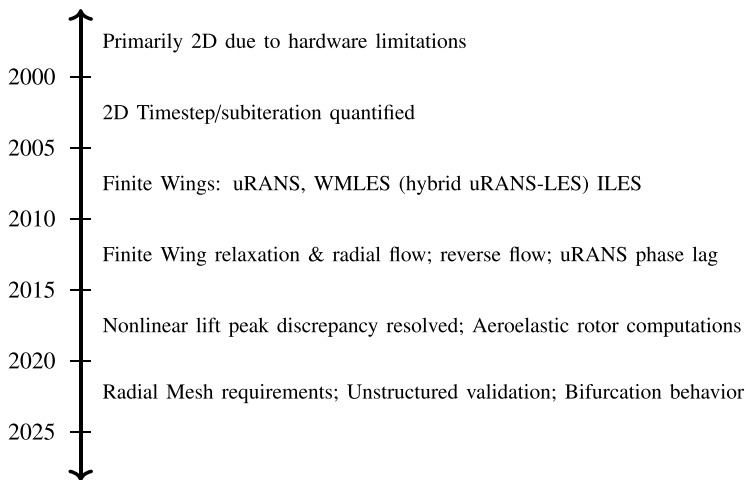 Primarily 2D due to hardware limitations
2000
2D Timestep/subiteration quantified
2005
Finite Wings: uRANS, WMLES (hybrid uRANS-LES) ILES
2010
Finite Wing relaxation & radial flow; reverse flow; uRANS phase lag
2015
Nonlinear lift peak discrepancy resolved; Aeroelastic rotor computations
2020
Radial Mesh requirements; Unstructured validation; Bifurcation behavior
2025